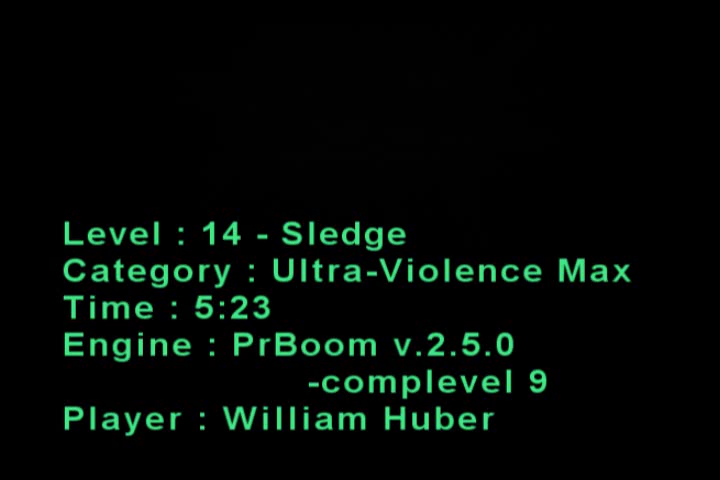 Level : 14 - Sledge
Category : Ultra-Violence Max
Time : 5:23
Engine : PrBoom v.2.5.0
-complevel 9
Player : William Huber